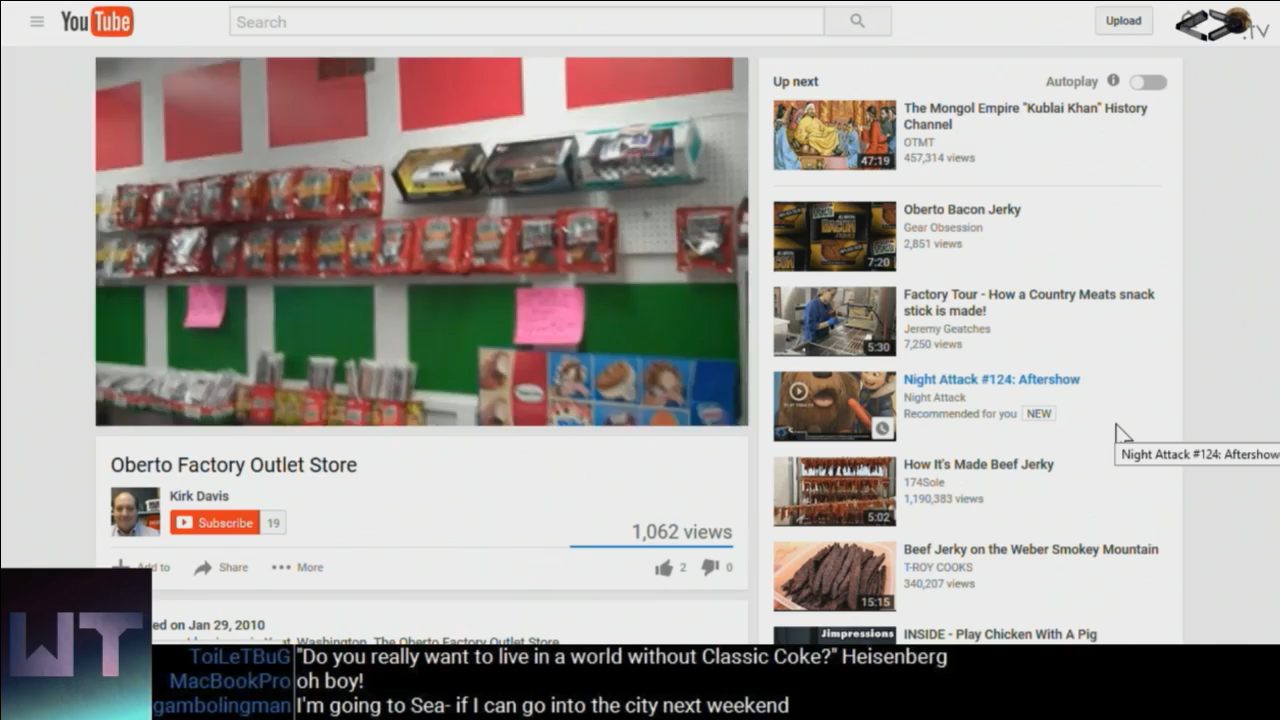 YouTube
Search
Upload
.TV
Up next
Autoplay
The Mongol Empire "Kublai Khan" History
Channel
OTMT
457,314 views
47:19
Oberto Bacon Jerky
Gear Obsession
2,851 views
BACON
7:20
Factory Tour - How a Country Meats snack
stick is made!
Jeremy Geatches
7,250 views
5:30
Night Attack #124: Aftershow
Night Attack
Recommended for you NEW
Night Attack #124: Aftershow
How It's Made Beef Jerky
174Sole
1,190,383 views
5:02
Beef Jerky on the Weber Smokey Mountain
T-ROY COOKS
340,207 views
15:15
Jimpressions
INSIDE - Play Chicken With A Pig
Oberto Factory Outlet Store
Kirk Davis
Subscribe 19
1,062 views
Add to
Share
More
2
0
ed on Jan 29, 2010
Washington, The Oberto Factory Outlet Store
WT
ToiLeTBuG "Do you really want to live in a world without Classic Coke?" Heisenberg
MacBookPro oh boy!
gambolingman I'm going to Sea- if I can go into the city next weekend